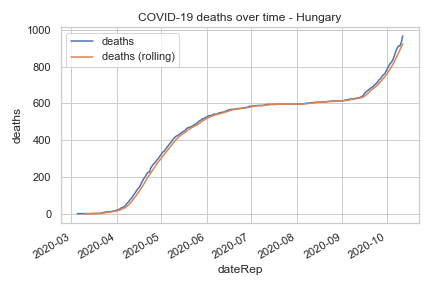 COVID-19 deaths over time - Hungary
deaths
deaths (rolling)
1000
800
600
400
200
0
deaths
2020-03
2020-04
2020-05
2020-06
2020-07
2020-08
2020-09
2020-10
dateRep